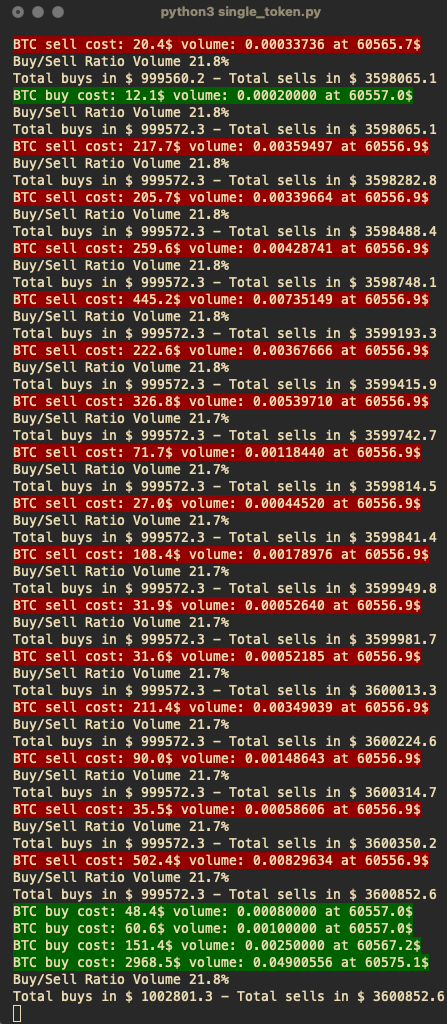 python3 single_token.py
BTC sell cost: 20.4$ volume: 0.00033736 at 60565.7$
Buy/Sell Ratio Volume 21.8%
Total buys in $ 999560.2 – Total sells in $ 3598065.1
BTC buy cost: 12.1$ volume: 0.00020000 at 60557.0$
Buy/Sell Ratio Volume 21.8%
Total buys in $ 999572.3 – Total sells in $ 3598065.1
BTC sell cost: 217.7$ volume: 0.00359497 at 60556.9$
Buy/Sell Ratio Volume 21.8%
Total buys in $ 999572.3 – Total sells in $ 3598282.8
BTC sell cost: 205.7$ volume: 0.00339664 at 60556.9$
Buy/Sell Ratio Volume 21.8%
Total buys in $ 999572.3 – Total sells in $ 3598488.4
BTC sell cost: 259.6$ volume: 0.00428741 at 60556.9$
Buy/Sell Ratio Volume 21.8%
Total buys in $ 999572.3 – Total sells in $ 3598748.1
BTC sell cost: 445.2$ volume: 0.00735149 at 60556.9$
Buy/Sell Ratio Volume 21.8%
Total buys in $ 999572.3 – Total sells in $ 3599193.3
BTC sell cost: 222.6$ volume: 0.00367666 at 60556.9$
Buy/Sell Ratio Volume 21.8%
Total buys in $ 999572.3 – Total sells in $ 3599415.9
BTC sell cost: 326.8$ volume: 0.00539710 at 60556.9$
Buy/Sell Ratio Volume 21.7%
Total buys in $ 999572.3 – Total sells in $ 3599742.7
BTC sell cost: 71.7$ volume: 0.00118440 at 60556.9$
Buy/Sell Ratio Volume 21.7%
Total buys in $ 999572.3 – Total sells in $ 3599814.5
BTC sell cost: 27.0$ volume: 0.00044520 at 60556.9$
Buy/Sell Ratio Volume 21.7%
Total buys in $ 999572.3 – Total sells in $ 3599841.4
BTC sell cost: 108.4$ volume: 0.00178976 at 60556.9$
Buy/Sell Ratio Volume 21.7%
Total buys in $ 999572.3 – Total sells in $ 3599949.8
BTC sell cost: 31.9$ volume: 0.00052640 at 60556.9$
Buy/Sell Ratio Volume 21.7%
Total buys in $ 999572.3 – Total sells in $ 3599981.7
BTC sell cost: 31.6$ volume: 0.00052185 at 60556.9$
Buy/Sell Ratio Volume 21.7%
Total buys in $ 999572.3 – Total sells in $ 3600013.3
BTC sell cost: 211.4$ volume: 0.00349039 at 60556.9$
Buy/Sell Ratio Volume 21.7%
Total buys in $ 999572.3 – Total sells in $ 3600224.6
BTC sell cost: 90.0$ volume: 0.00148643 at 60556.9$
Buy/Sell Ratio Volume 21.7%
Total buys in $ 999572.3 – Total sells in $ 3600314.7
BTC sell cost: 35.5$ volume: 0.00058606 at 60556.9$
Buy/Sell Ratio Volume 21.7%
Total buys in $ 999572.3 – Total sells in $ 3600350.2
BTC sell cost: 502.4$ volume: 0.00829634 at 60556.9$
Buy/Sell Ratio Volume 21.7%
Total buys in $ 999572.3 – Total sells in $ 3600852.6
BTC buy cost: 48.4$ volume: 0.00080000 at 60557.0$
BTC buy cost: 60.6$ volume: 0.00100000 at 60557.0$
BTC buy cost: 151.4$ volume: 0.00250000 at 60567.2$
BTC buy cost: 2968.5$ volume: 0.04900556 at 60575.1$
Buy/Sell Ratio Volume 21.8%
Total buys in $ 1002801.3 – Total sells in $ 3600852.6